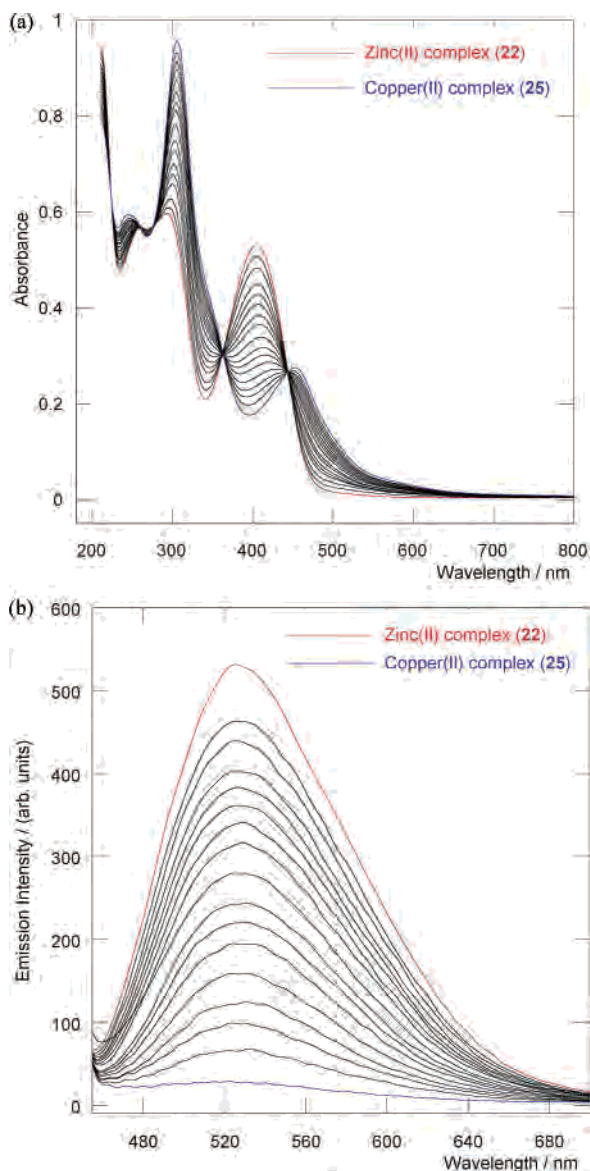 (a)
1
Zinc(II) complex (22)
Copper(II) complex (25)
0.8
0.6
0.4
0.2
0
Absorbance
200 300 400 500 600 700 800
Wavelength / nm
(b)
600
Zinc(II) complex (22)
Copper(II) complex (25)
500
400
300
200
100
0
Emission Intensity / (arb. units)
480 520 560 600 640 680
Wavelength / nm